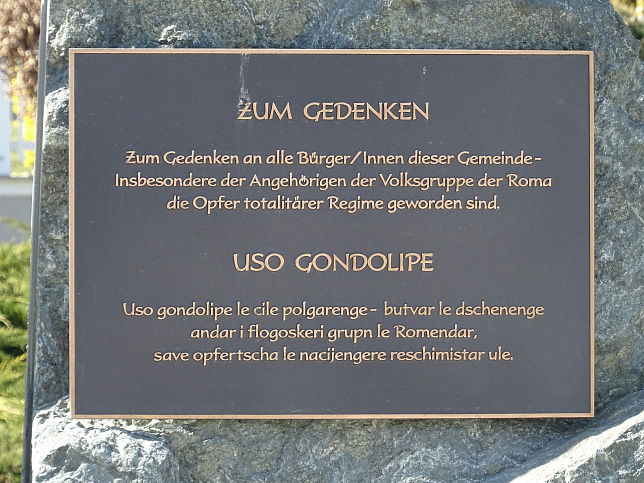 ZUM GEDENKEN
Zum Gedenken an alle Bürger/Innen dieser Gemeinde-
Insbesondere der Angehörigen der Volksgruppe der Roma
die Opfer totalitärer Regime geworden sind.
USO GONDOLIPE
Uso gondolipe le cile polgarenge- butvar le dschenenge
andar i flogoskeri grupn le Romendar,
save opfertscha le nacijengere reschimistar ule.